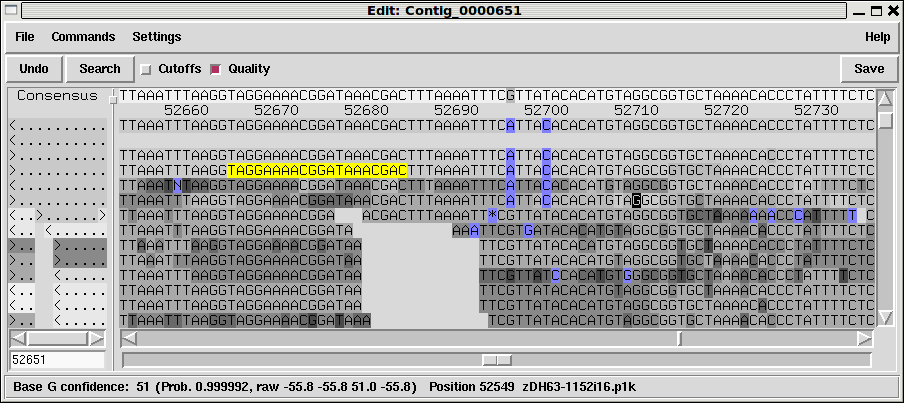 Edit: Contig_0000651
File Commands Settings Help
Undo Search Cutoffs Quality Save
Consensus TTAAATTTAAGGTAGGAAAACGGATAAACGACTTTAAAATTTCGTTATACACATGTAGGCGGTGCTAAAACACCCTATTTTCTC
52660 52670 52680 52690 52700 52710 52720 52730
TTAAATTTAAGGTAGGAAAACGGATAAACGACTTTAAAATTTCATTACACACATGTAGGCGGTGCTAAAACACCCTATTTTCTC
TTAAATTTAAGGTAGGAAAACGGATAAACGACTTTAAAATTTCATTACACACATGTAGGCGGTGCTAAAACACCCTATTTTCTC
TTAAATTTAAGGTAGGAAAACGGATAAACGACTTTAAAATTTCATTACACACATGTAGGCGGTGCTAAAACACCCTATTTTCTC
TTAAATNTAAGGTAGGAAAACGGATAAACGACTTTAAAATTTCATTACACACATGTAGGCGGTGCTAAAACACCCTATTTTCTC
TTAAATTTAAGGTAGGAAAACGGATAAACGACTTTAAAATTTCATTACACACATGTAGGCGGTGCTAAAACACCCTATTTTCTC
TTAAATTTAAGGTAGGAAAACGGA ACGACTTTAAAATT*CGTTATACACATGTAGGCGGTGCTAAAAAAACCCATTTTT C
TTAAATTTAAGGTAGGAAAACGGATA AAATTCGTGATACACATGTAGGCGGTGCTAAAACACCCTATTTTCTC
TTAAATTTAAGGTAGGAAAACGGATAA TTCGTTATACACATGTAGGCGGTGCTAAAACACCCTATTTTCTC
TTAAATTTAAGGTAGGAAAACGGATAA TTCGTTATACACATGTAGGCGGTGCTAAAACACCCTATTTTCTC
TTAAATTTAAGGTAGGAAAACGGATAA TTCGTTATCCACATGTGGGCGGTGCTAAAACACCCTATTTTCTC
TTAAATTTAAGGTAGGAAAACGGATAA TTCGTTATACACATGTAGGCGGTGCTAAAACACCCTATTTTCTC
TTAAATTTAAGGTAGGAAAACGGATAA TTCGTTATACACATGTAGGCGGTGCTAAAACACCCTATTTTCTC
TTAAATTTAAGGTAGGAAAACGGATAAA TCGTTATACACATGTAGGCGGTGCTAAAACACCCTATTTTCTC
52651
Base G confidence: 51 (Prob. 0.999992, raw -55.8 -55.8 51.0 -55.8) Position 52549 zDH63-1152i16.p1k